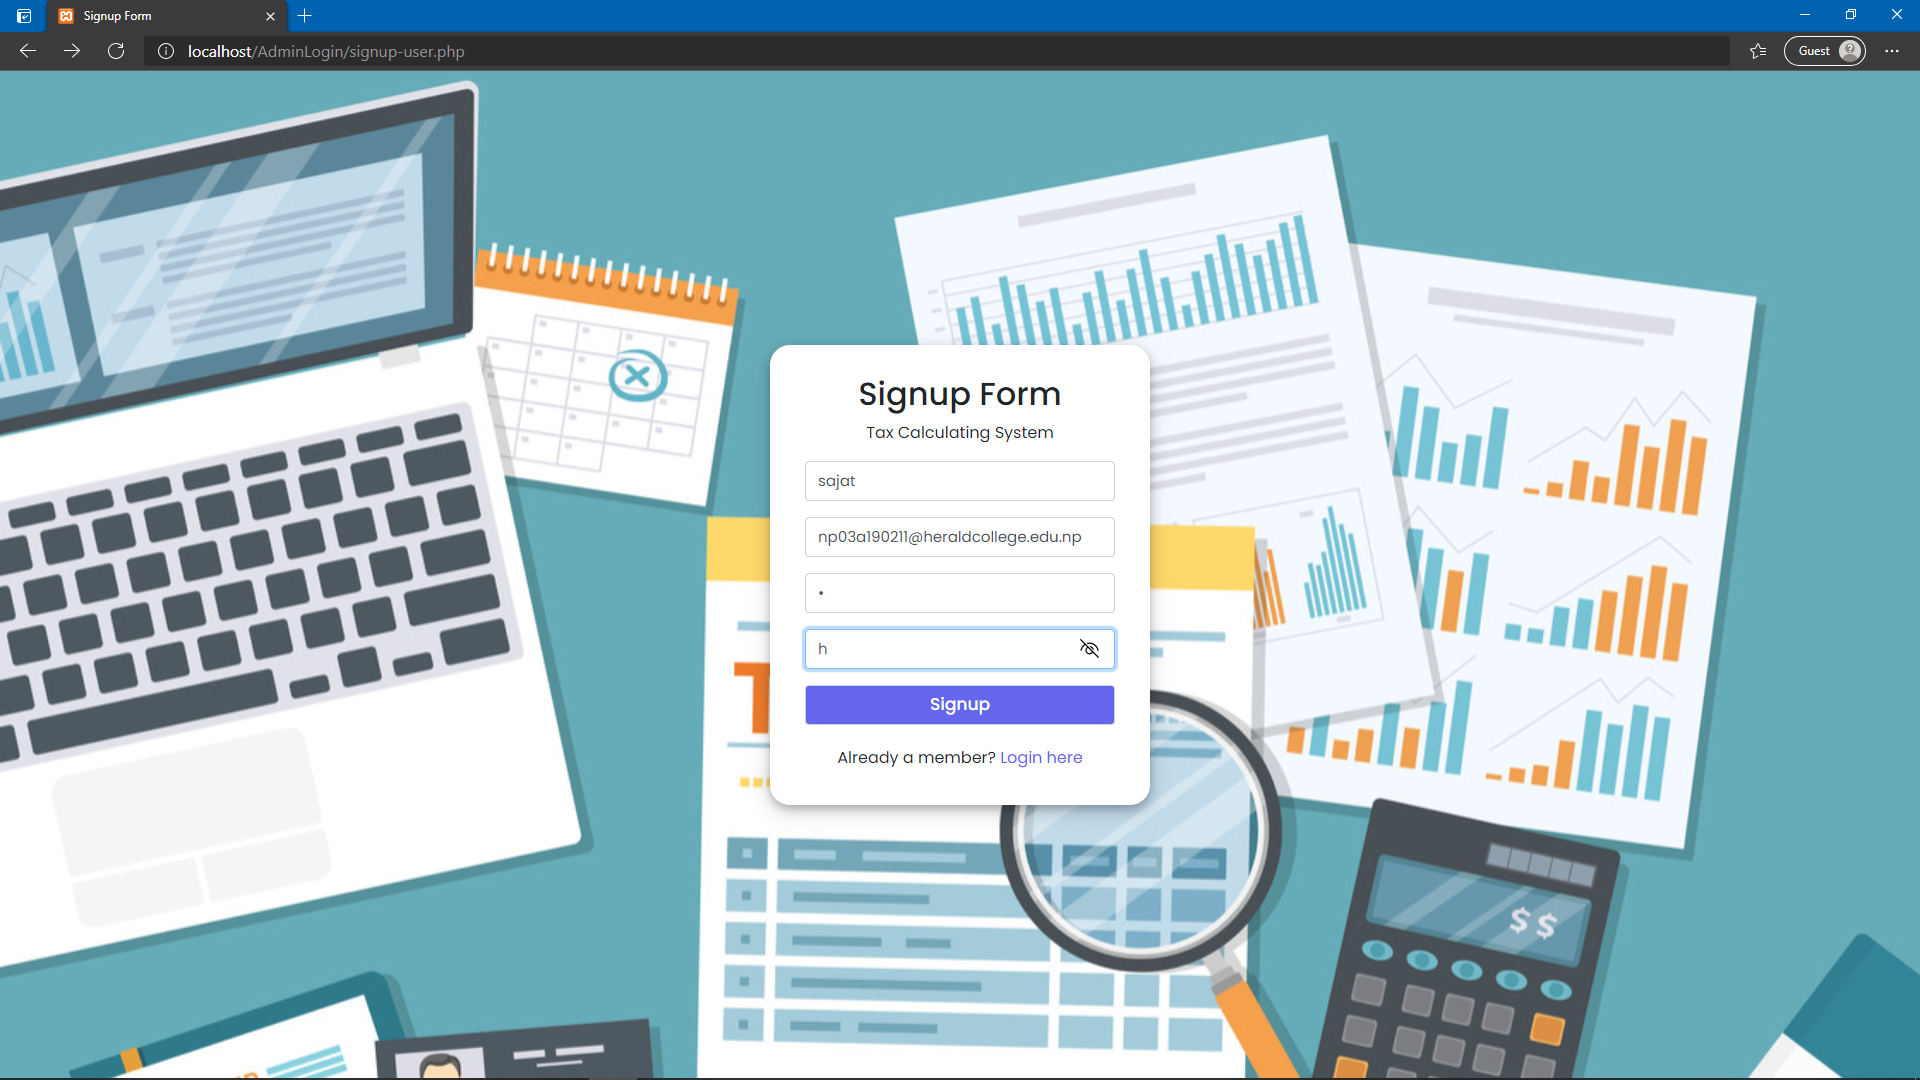 Signup Form
localhost/AdminLogin/signup-user.php
Guest
Signup Form
Tax Calculating System
sajat
np03a190211@heraldcollege.edu.np
•
h
Signup
Already a member? Login here
T
$ $